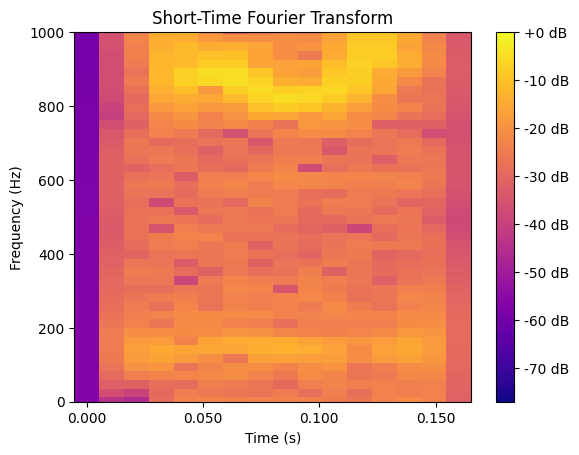 Short-Time Fourier Transform
Frequency (Hz)
1000
800
600
400
200
0
0.000
0.050
0.100
0.150
Time (s)
+0 dB
-10 dB
-20 dB
-30 dB
-40 dB
-50 dB
-60 dB
-70 dB